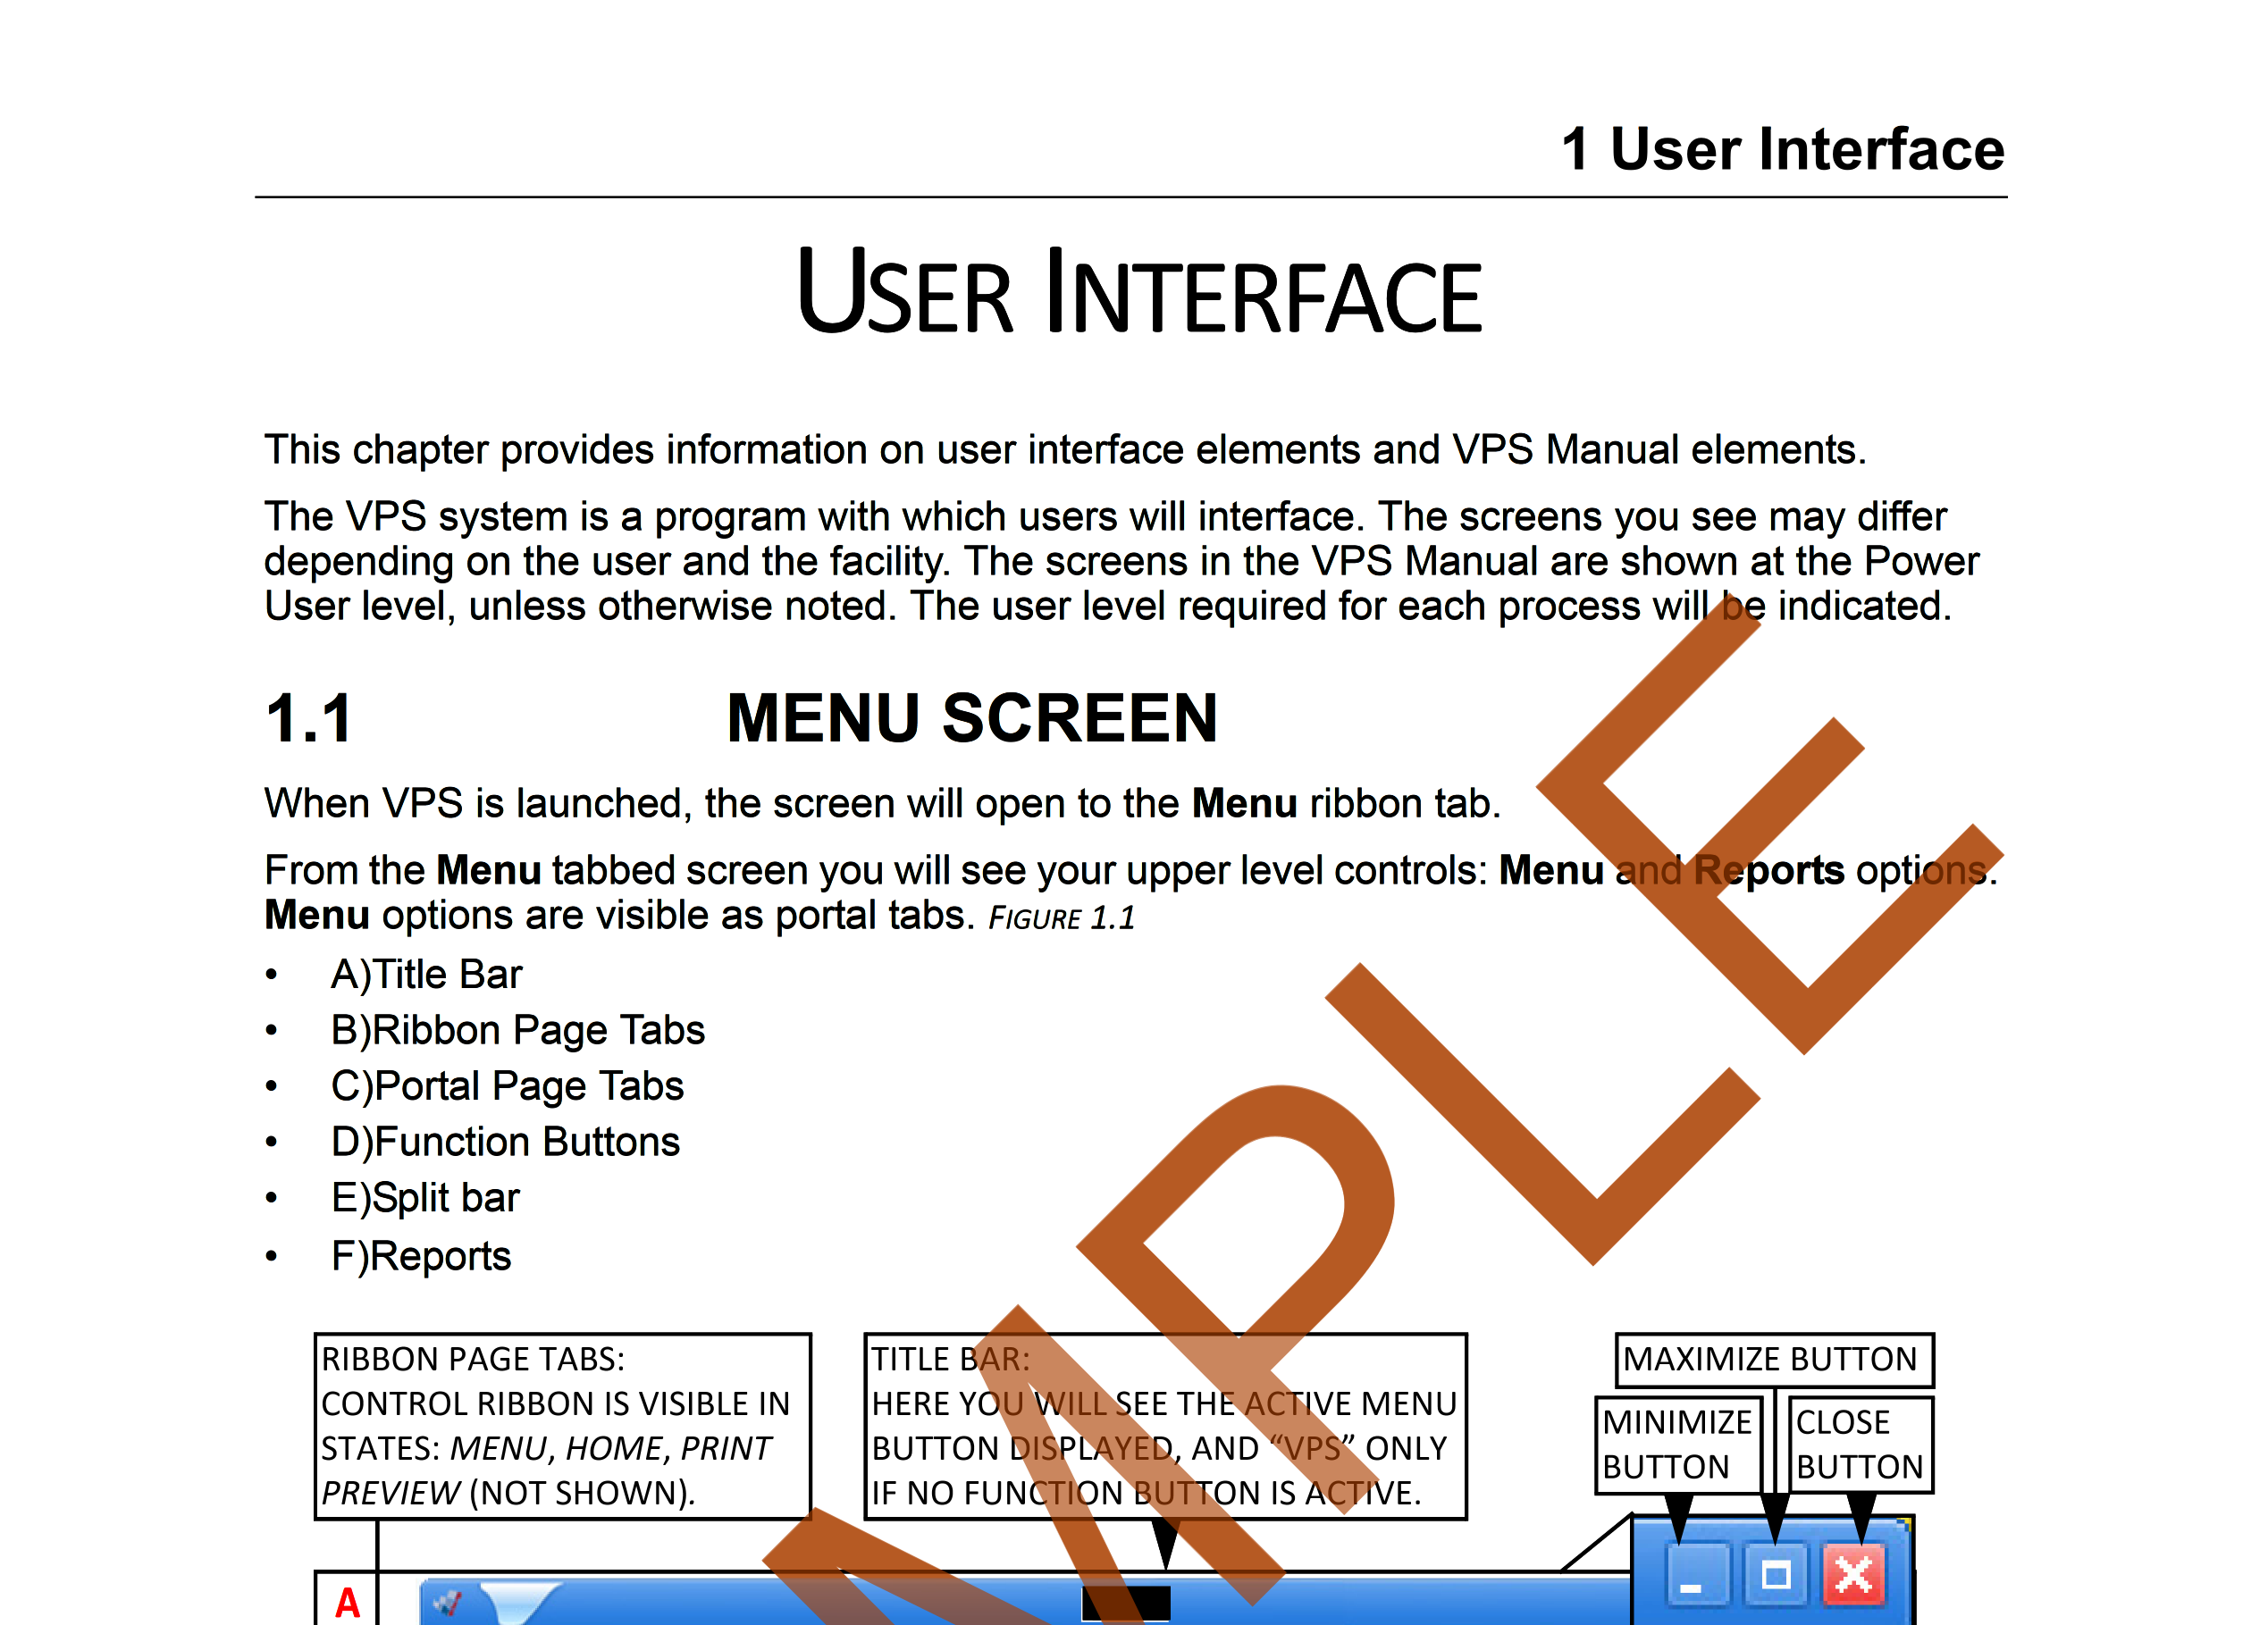 1 User Interface
USER INTERFACE
This chapter provides information on user interface elements and VPS Manual elements.
The VPS system is a program with which users will interface. The screens you see may differ
depending on the user and the facility. The screens in the VPS Manual are shown at the Power
User level, unless otherwise noted. The user level required for each process will be indicated.
1.1 MENU SCREEN
When VPS is launched, the screen will open to the Menu ribbon tab.
From the Menu tabbed screen you will see your upper level controls: Menu and Reports options.
Menu options are visible as portal tabs. FIGURE 1.1
• A)Title Bar
• B)Ribbon Page Tabs
• C)Portal Page Tabs
• D)Function Buttons
• E)Split bar
• F)Reports
RIBBON PAGE TABS:
CONTROL RIBBON IS VISIBLE IN
STATES: MENU, HOME, PRINT
PREVIEW (NOT SHOWN).
TITLE BAR:
HERE YOU WILL SEE THE ACTIVE MENU
BUTTON DISPLAYED, AND “VPS” ONLY
IF NO FUNCTION BUTTON IS ACTIVE.
MAXIMIZE BUTTON
MINIMIZE
BUTTON
CLOSE
BUTTON
A
MPLE